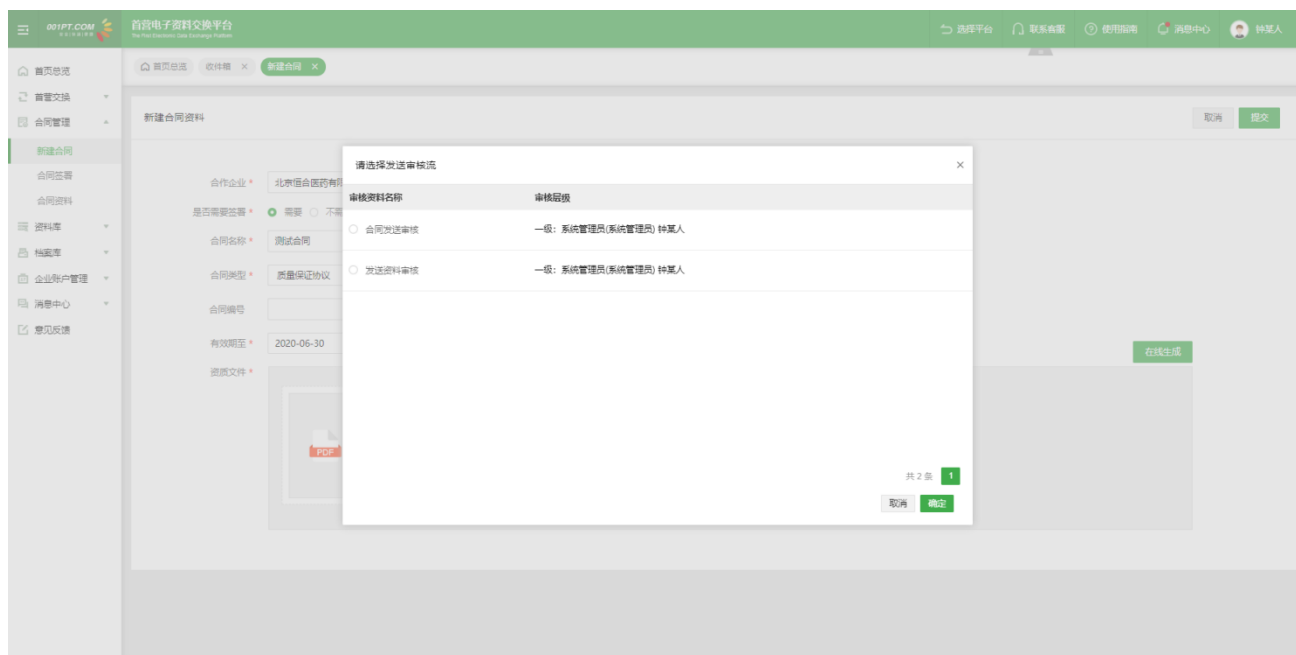 001PT.COM
首营电子资料交换平台
The First Electronic Data Exchange Platform
选择平台
联系客服
使用指南
消息中心
钟某人
首页总览
首营交换
合同管理
新建合同
合同签署
合同资料
资料库
档案库
企业账户管理
消息中心
意见反馈
首页总览
收件箱 ×
新建合同 ×
新建合同资料
取消
提交
合作企业 *
北京恒合医药有限
是否需要签署 *
需要
合同名称 *
测试合同
合同类型 *
质量保证协议
合同编号
有效期至 *
2020-06-30
资质文件 *
在线生成
PDF
请选择发送审核流
×
审核资料名称 审核层级
合同发送审核 一级：系统管理员(系统管理员) 钟某人
发送资料审核 一级：系统管理员(系统管理员) 钟某人
共 2 条 1
取消 确定